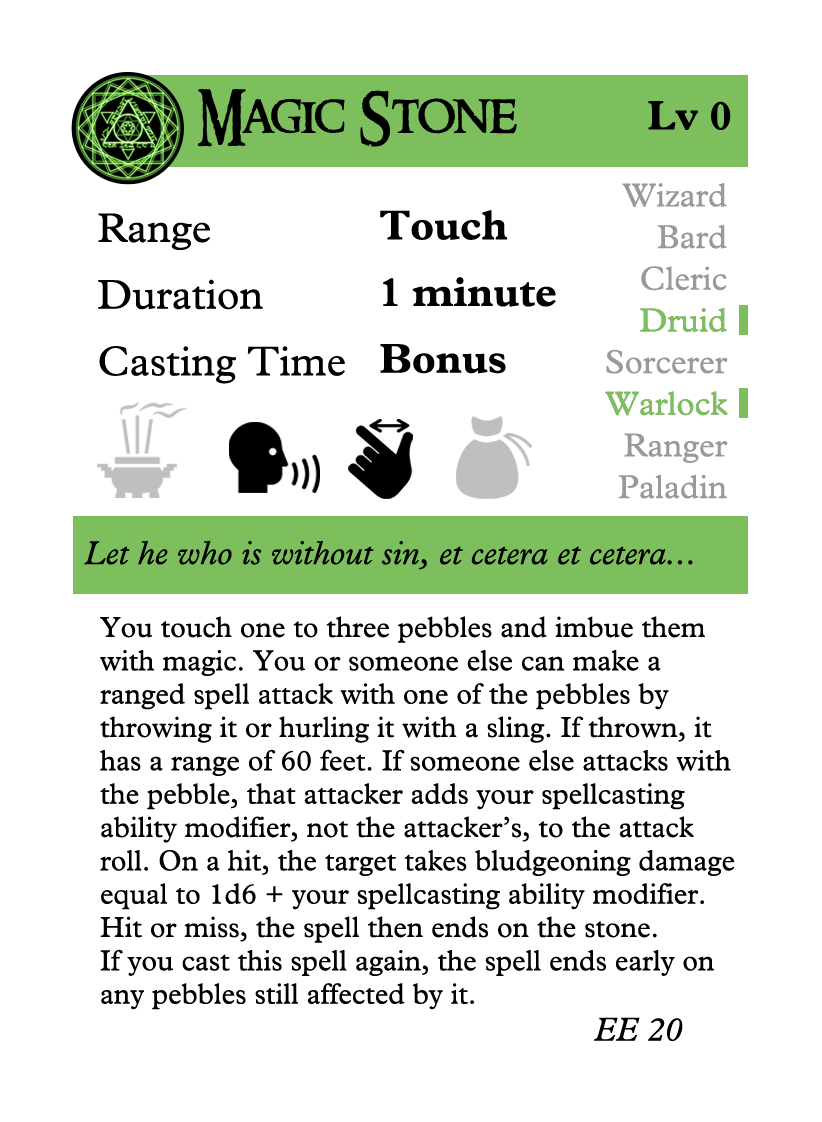 Magic Stone
Lv 0
Range Touch
Duration 1 minute
Casting Time Bonus
Wizard
Bard
Cleric
Druid
Sorcerer
Warlock
Ranger
Paladin
Let he who is without sin, et cetera et cetera...
You touch one to three pebbles and imbue them
with magic. You or someone else can make a
ranged spell attack with one of the pebbles by
throwing it or hurling it with a sling. If thrown, it
has a range of 60 feet. If someone else attacks with
the pebble, that attacker adds your spellcasting
ability modifier, not the attacker's, to the attack
roll. On a hit, the target takes bludgeoning damage
equal to 1d6 + your spellcasting ability modifier.
Hit or miss, the spell then ends on the stone.
If you cast this spell again, the spell ends early on
any pebbles still affected by it.
EE 20